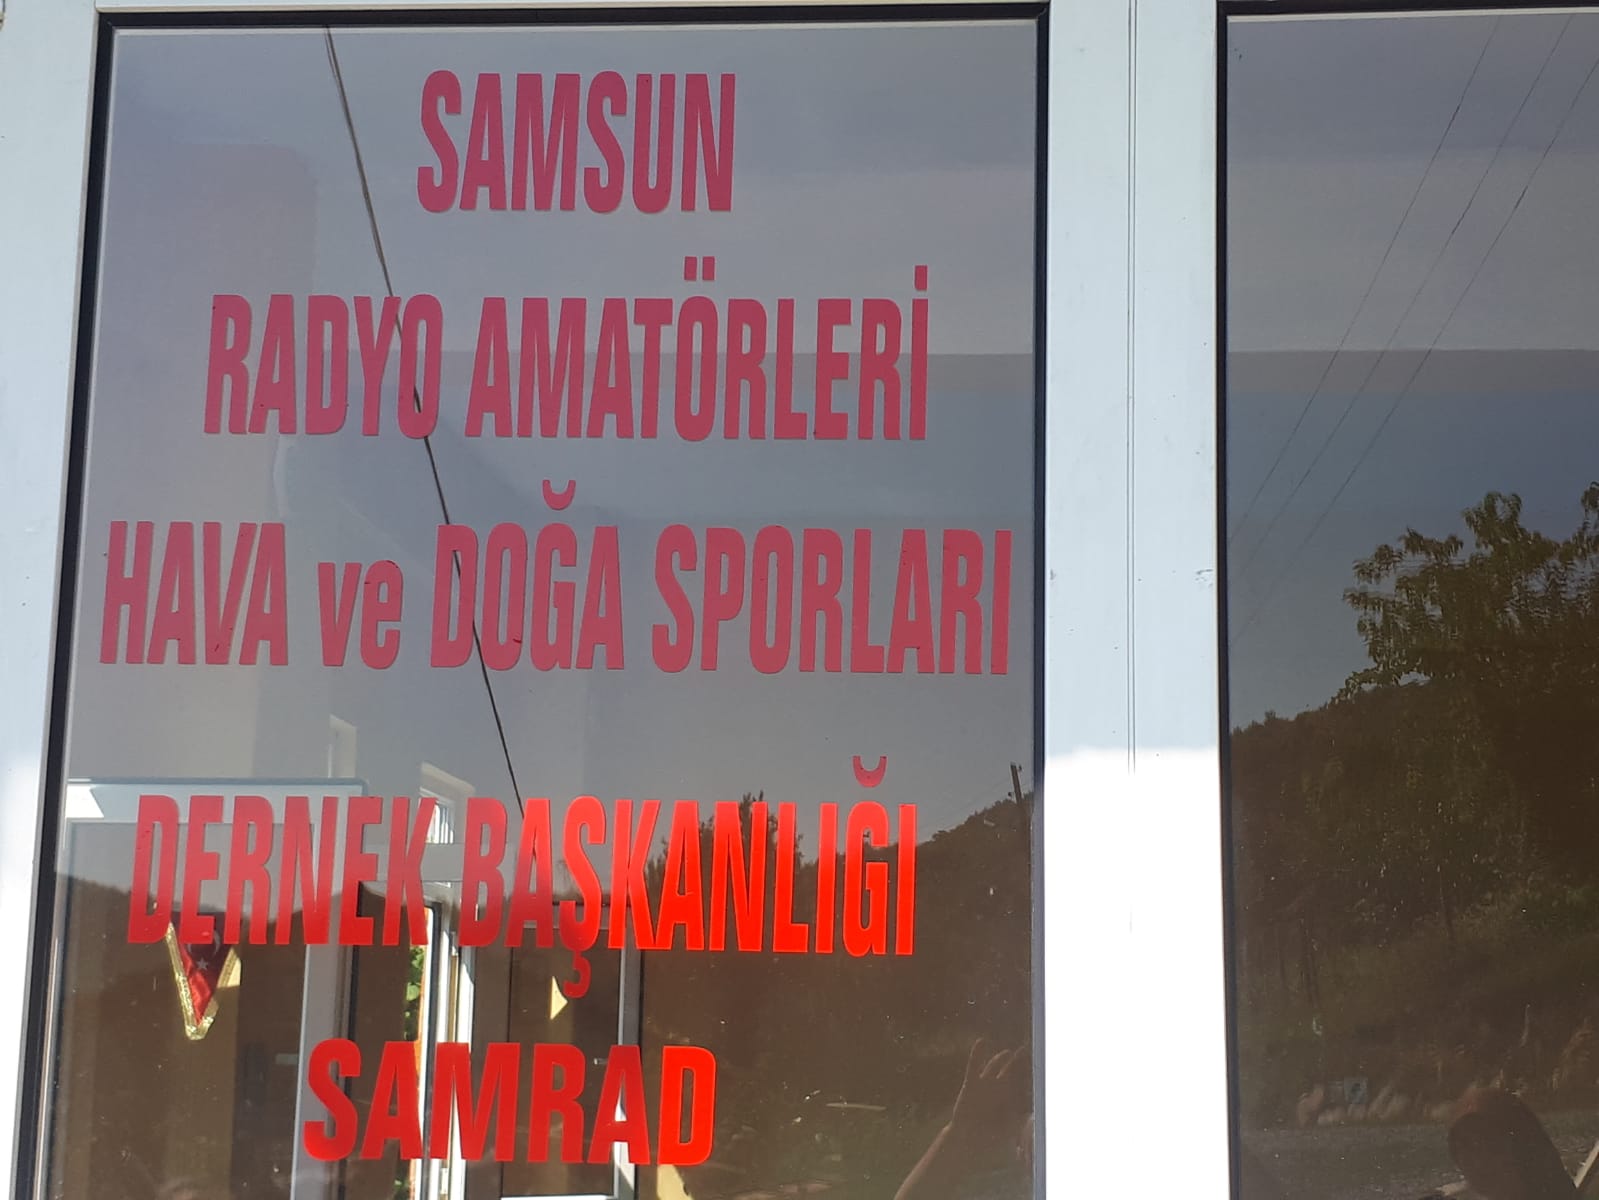 SAMSUN
RADYO AMATÖRLERİ
HAVA ve DOĞA SPORLARI
DERNEK BAŞKANLIĞI
SAMRAD